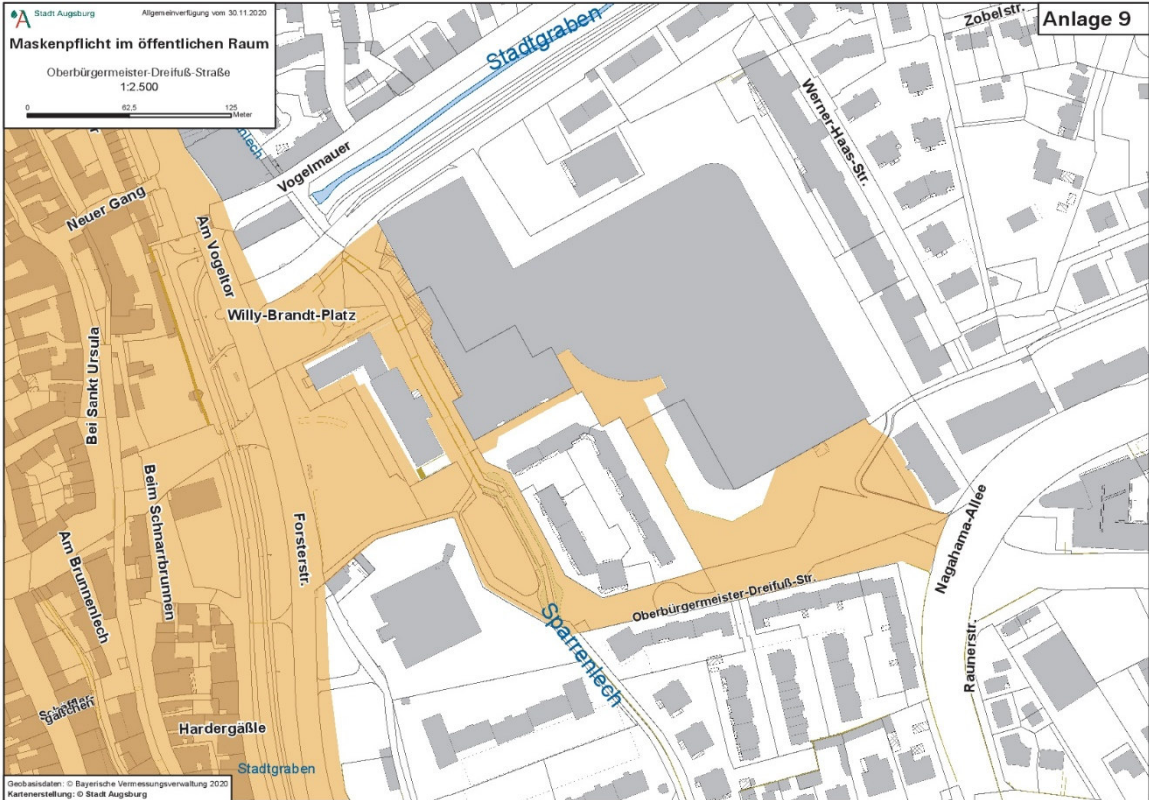 Stadt Augsburg
Allgemeinverfügung vom 30.11.2020
Maskenpflicht im öffentlichen Raum
Oberbürgermeister-Dreifuß-Straße
1:2.500
0 62,5 125
Meter
Anlage 9
Zobelstr.
Stadtgraben
Werner-Haas-Str.
Vogelmauer
Neuer Gang
Am Vogeltor
Willy-Brandt-Platz
Bei Sankt Ursula
Beim Schnarrbrunnen
Am Brunnenlech
Forsterstr.
Nagahama-Allee
Oberbürgermeister-Dreifuß-Str.
Sparrenlech
Raunerstr.
Schäffler-
gäßchen
Hardergäßle
Stadtgraben
Geobasisdaten: © Bayerische Vermessungsverwaltung 2020
Kartenerstellung: © Stadt Augsburg